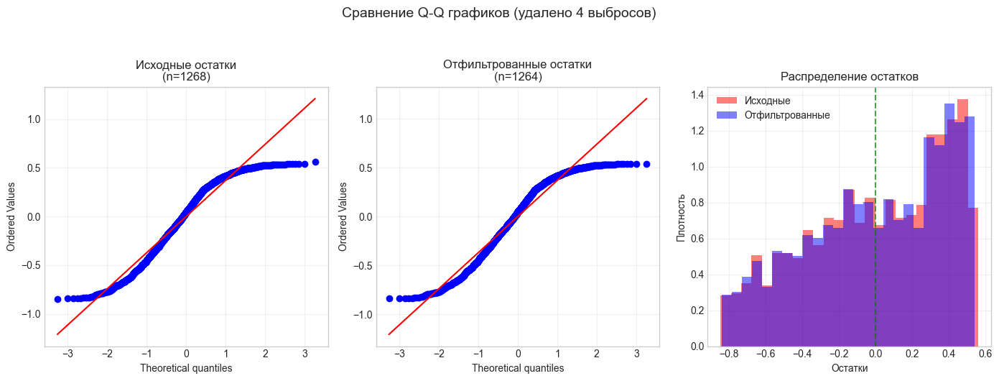 Сравнение Q-Q графиков (удалено 4 выбросов)
Исходные остатки
(n=1268)
1.0
0.5
0.0
−0.5
−1.0
Ordered Values
−3 −2 −1 0 1 2 3
Theoretical quantiles
Отфильтрованные остатки
(n=1264)
1.0
0.5
0.0
−0.5
−1.0
Ordered Values
−3 −2 −1 0 1 2 3
Theoretical quantiles
Распределение остатков
Исходные
Отфильтрованные
1.4
1.2
1.0
0.8
0.6
0.4
0.2
0.0
Плотность
−0.8 −0.6 −0.4 −0.2 0.0 0.2 0.4 0.6
Остатки